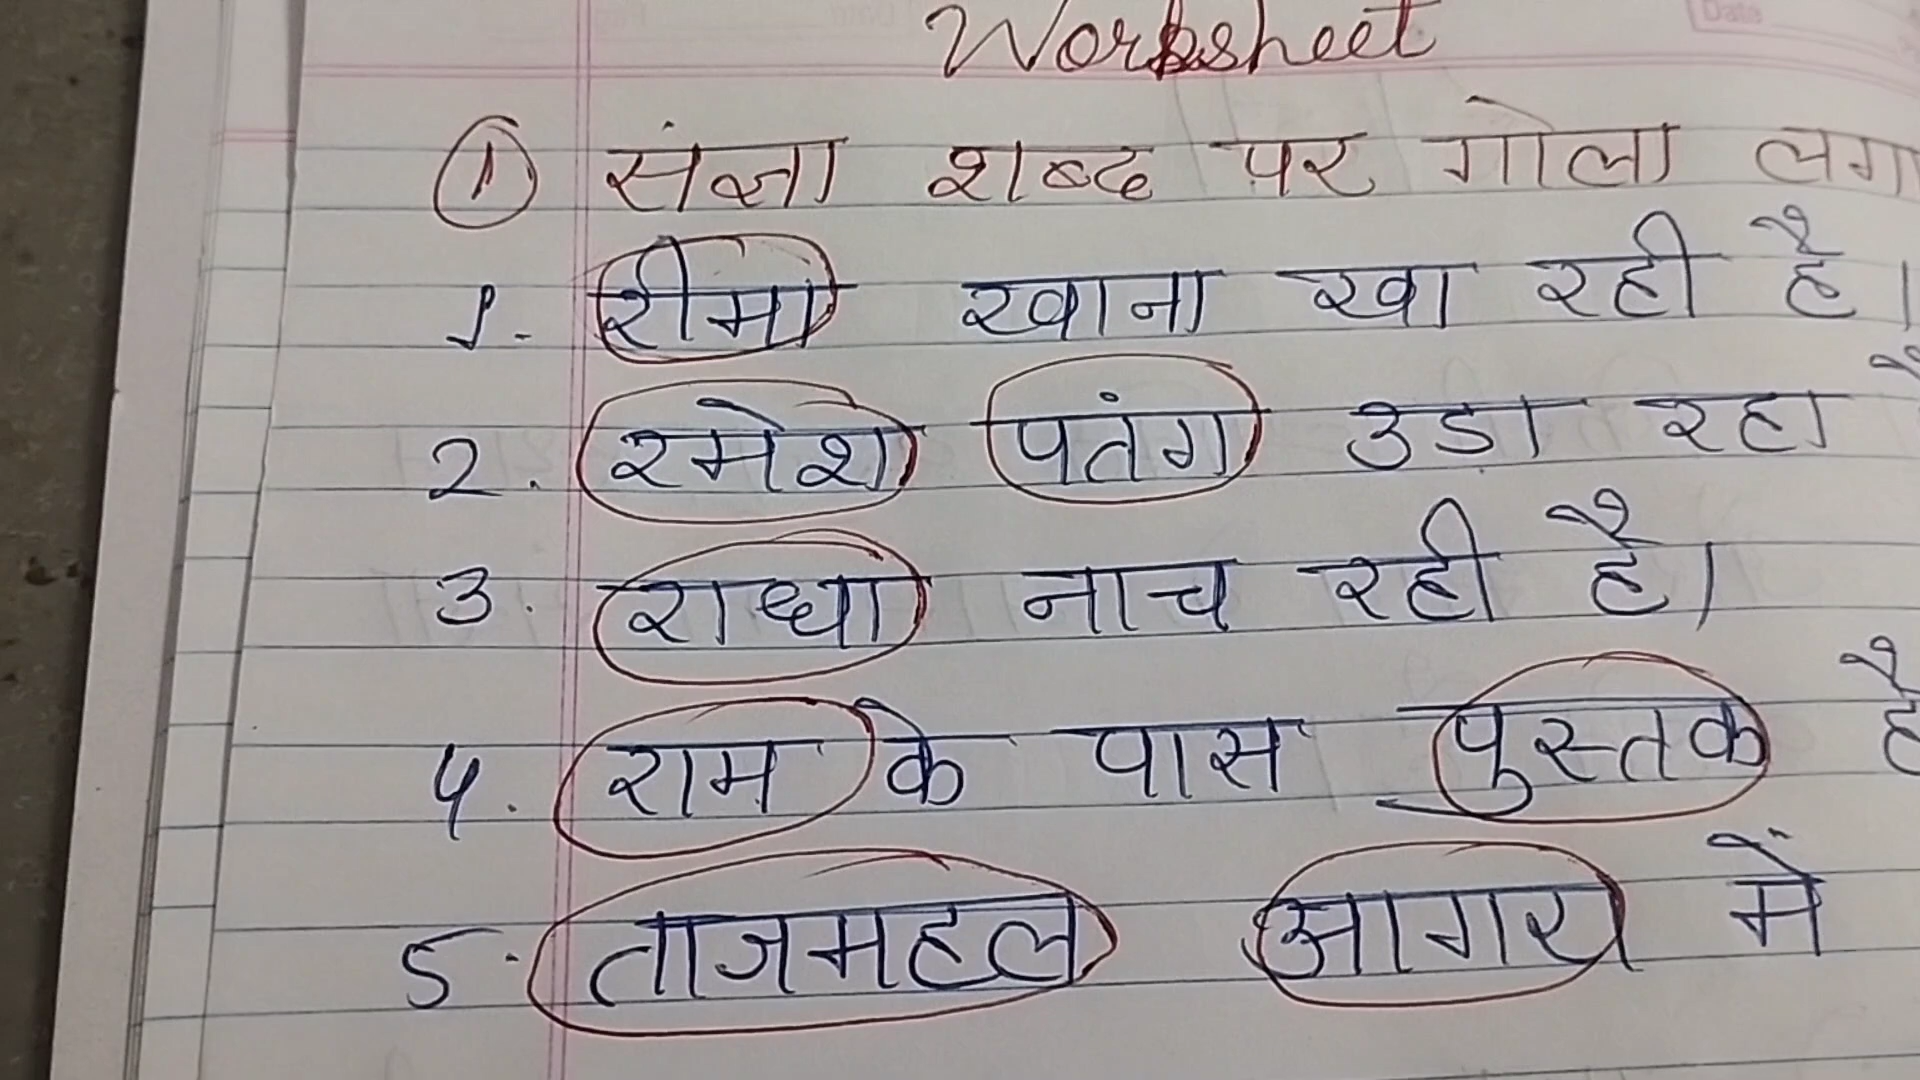 Worksheet
① संज्ञा शब्द पर गोला लगा
1. रीमा खाना खा रही है।
2. रमेश पतंग उडा रहा
3. राधा नाच रही है।
4. राम के पास पुस्तक है
5. ताजमहल आगरा में